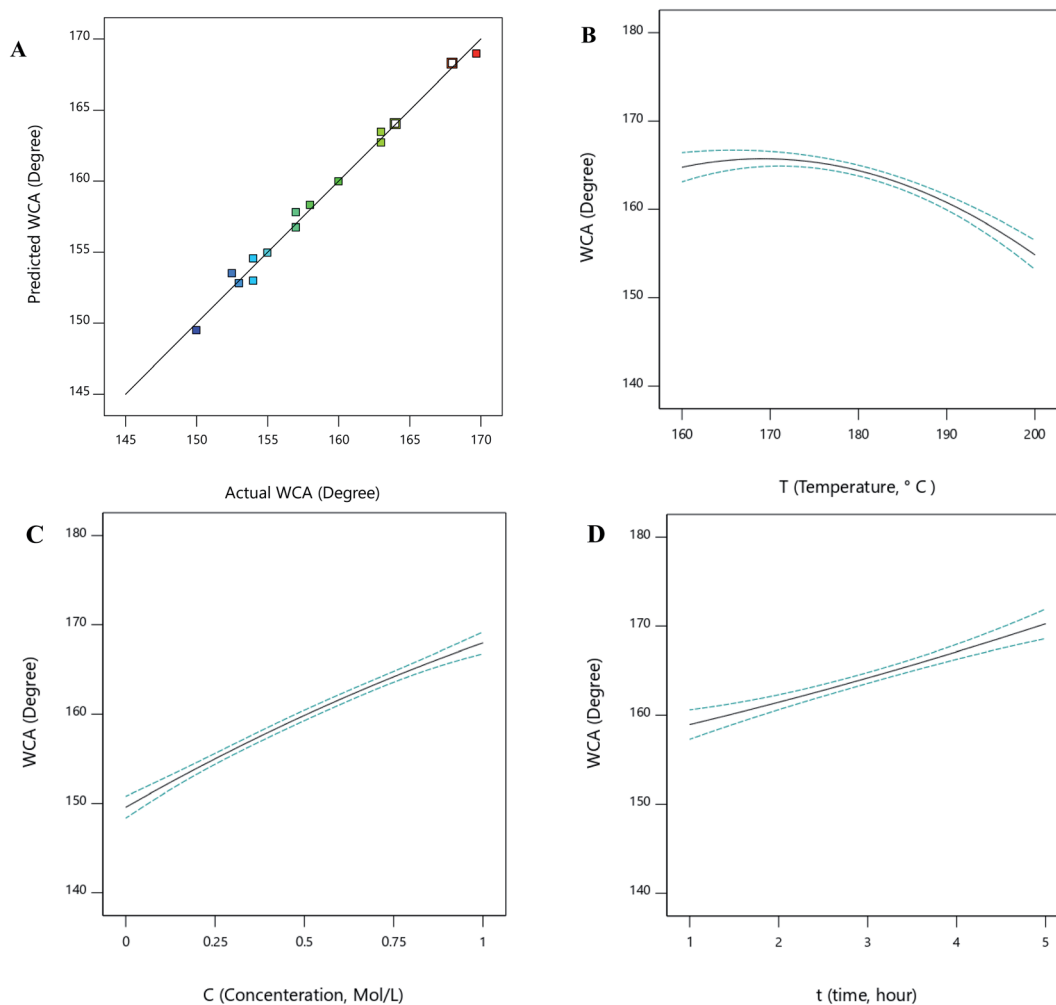 A
Predicted WCA (Degree)
170
165
160
155
150
145
145 150 155 160 165 170
Actual WCA (Degree)
B
WCA (Degree)
180
170
160
150
140
160 170 180 190 200
T (Temperature, ° C )
C
WCA (Degree)
180
170
160
150
140
0 0.25 0.5 0.75 1
C (Concenteration, Mol/L)
D
WCA (Degree)
180
170
160
150
140
1 2 3 4 5
t (time, hour)